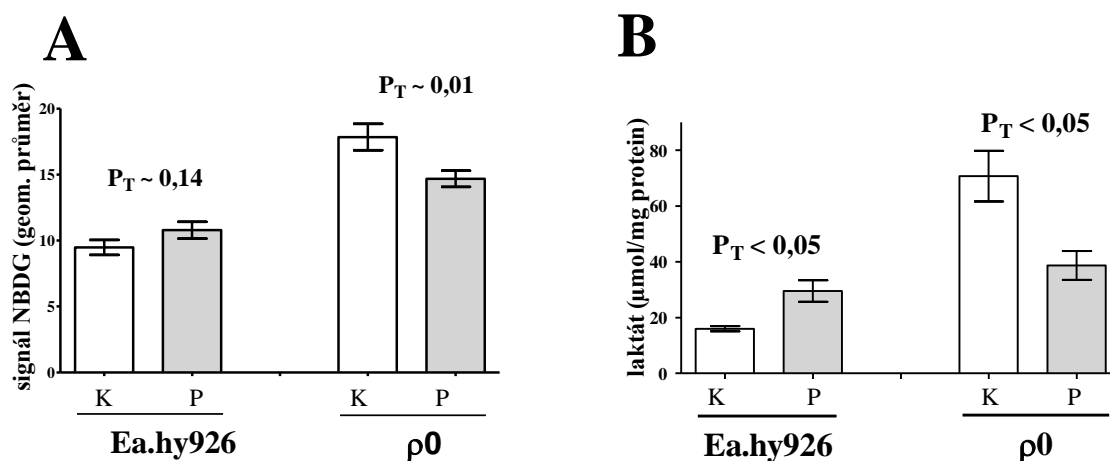 A
P_T ~ 0,01
P_T ~ 0,14
signál NBDG (geom. průměr)
20
15
10
5
0
K P K P
Ea.hy926 ρ0
B
P_T < 0,05
P_T < 0,05
laktát (µmol/mg protein)
80
60
40
20
0
K P K P
Ea.hy926 ρ0